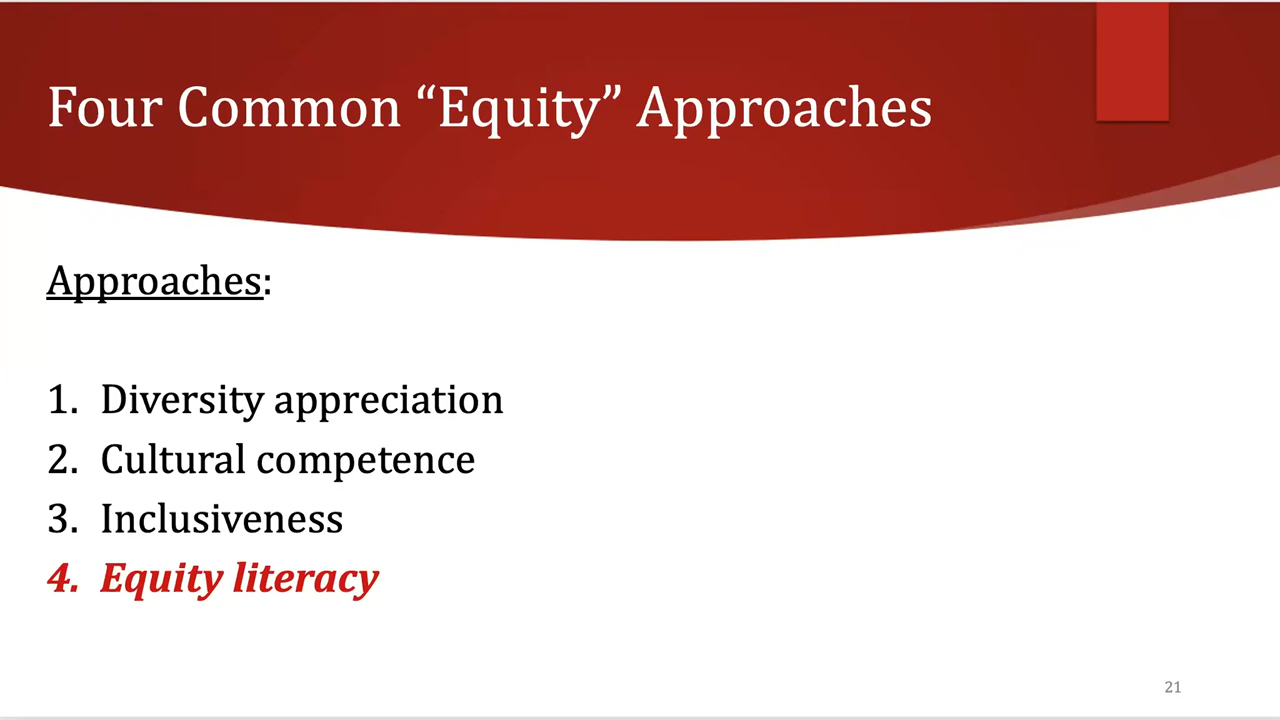 Four Common “Equity” Approaches
Approaches:
1. Diversity appreciation
2. Cultural competence
3. Inclusiveness
4. Equity literacy
21